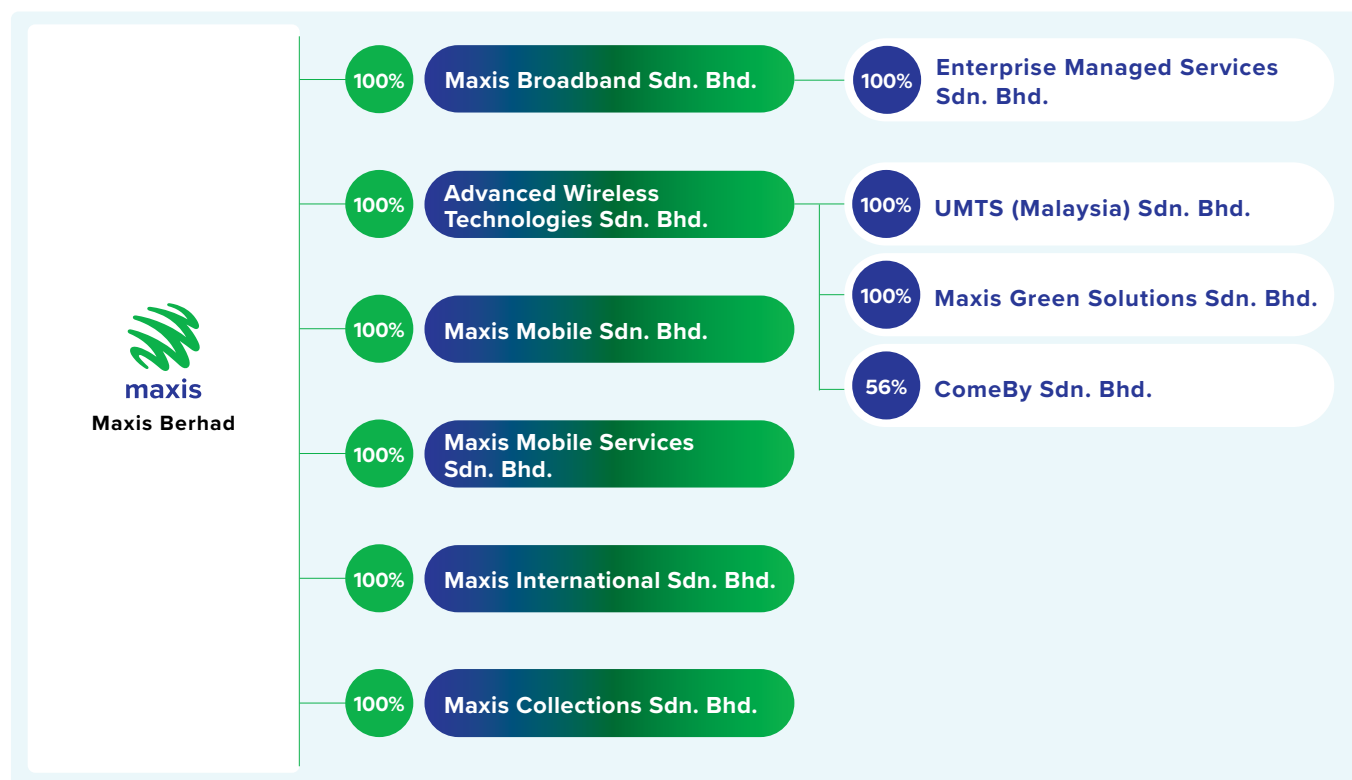 maxis
Maxis Berhad
100%
Maxis Broadband Sdn. Bhd.
100%
Enterprise Managed Services
Sdn. Bhd.
100%
Advanced Wireless
Technologies Sdn. Bhd.
100%
UMTS (Malaysia) Sdn. Bhd.
100%
Maxis Green Solutions Sdn. Bhd.
56%
ComeBy Sdn. Bhd.
100%
Maxis Mobile Sdn. Bhd.
100%
Maxis Mobile Services
Sdn. Bhd.
100%
Maxis International Sdn. Bhd.
100%
Maxis Collections Sdn. Bhd.